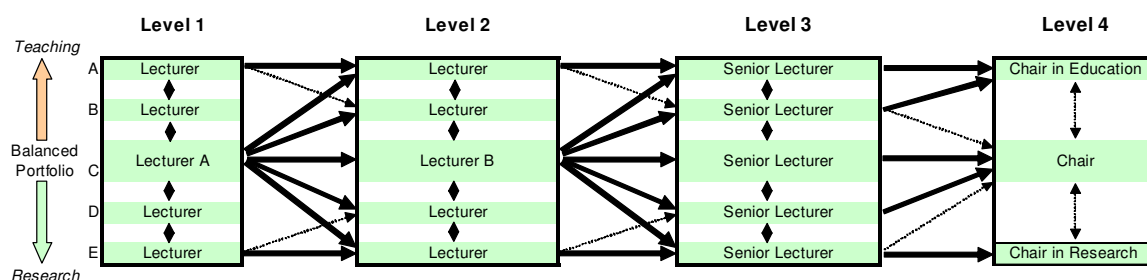 Level 1 Level 2 Level 3 Level 4
Teaching
A Lecturer Lecturer Senior Lecturer Chair in Education
B Lecturer Lecturer Senior Lecturer
Balanced
Portfolio
C Lecturer A Lecturer B Senior Lecturer Chair
D Lecturer Lecturer Senior Lecturer
E Lecturer Lecturer Senior Lecturer Chair in Research
Research